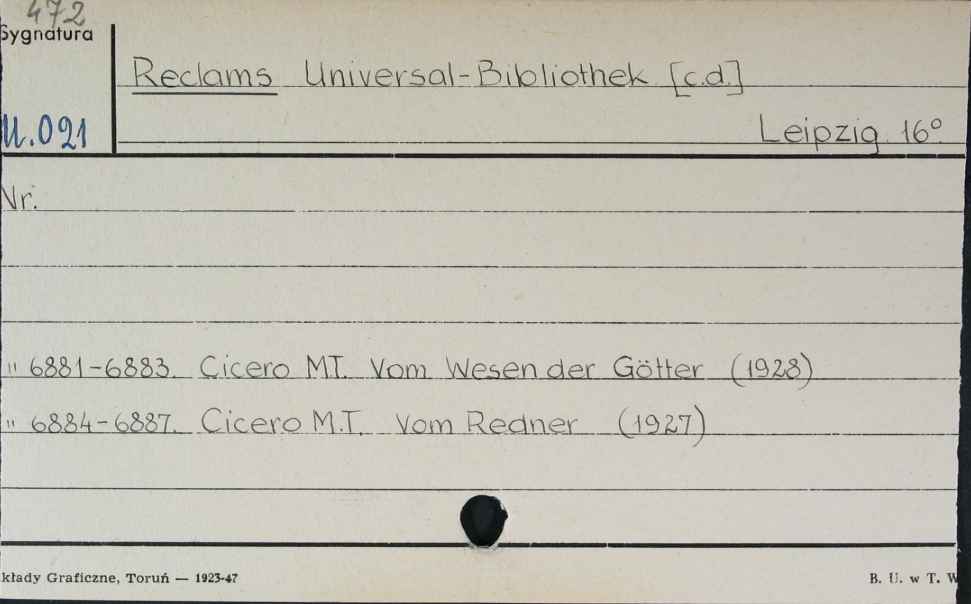 472
Sygnatura
Reclams Universal-Bibliothek [c.d.]
U.021
Leipzig 16º.
Nr.
" 6881-6883. Cicero M.T. Vom Wesen der Götter (1928)
" 6884-6887. Cicero M.T. Vom Redner (1927)
kłady Graficzne, Toruń — 1923-47
B. U. w T. W